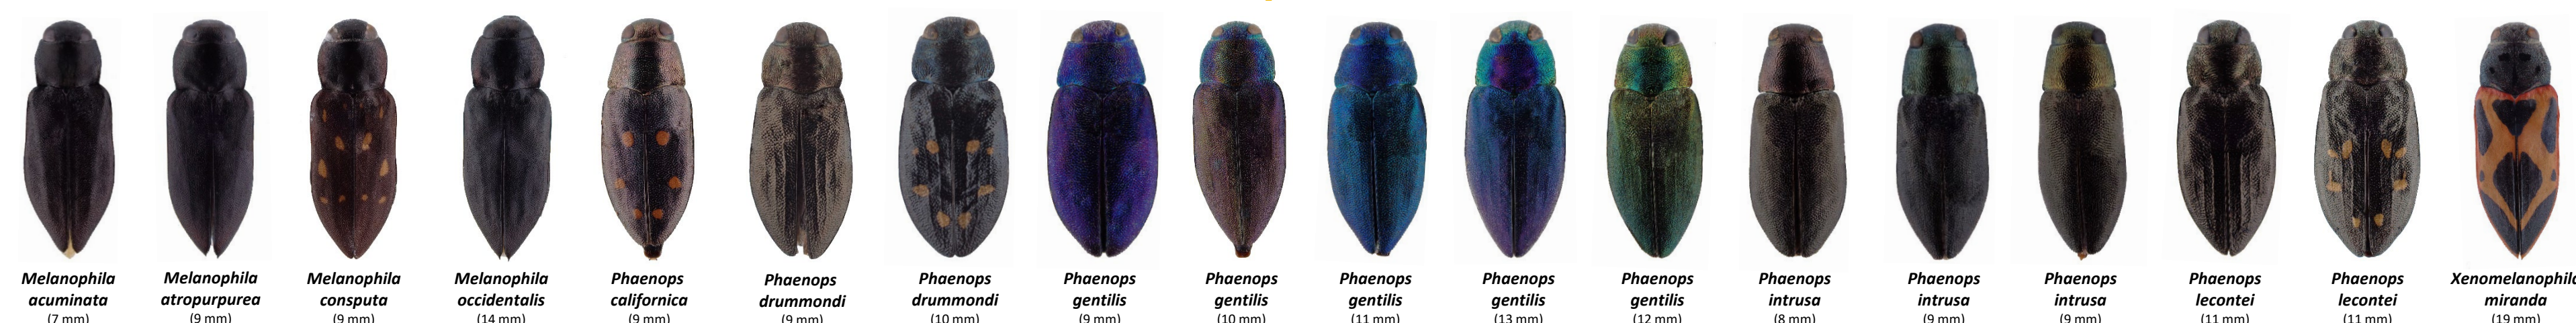 Melanophila
acuminata
(7 mm)
Melanophila
atropurpurea
(9 mm)
Melanophila
consputa
(9 mm)
Melanophila
occidentalis
(14 mm)
Phaenops
californica
(9 mm)
Phaenops
drummondi
(9 mm)
Phaenops
drummondi
(10 mm)
Phaenops
gentilis
(9 mm)
Phaenops
gentilis
(10 mm)
Phaenops
gentilis
(11 mm)
Phaenops
gentilis
(13 mm)
Phaenops
gentilis
(12 mm)
Phaenops
intrusa
(8 mm)
Phaenops
intrusa
(9 mm)
Phaenops
intrusa
(9 mm)
Phaenops
lecontei
(11 mm)
Phaenops
lecontei
(11 mm)
Xenomelanophila
miranda
(19 mm)